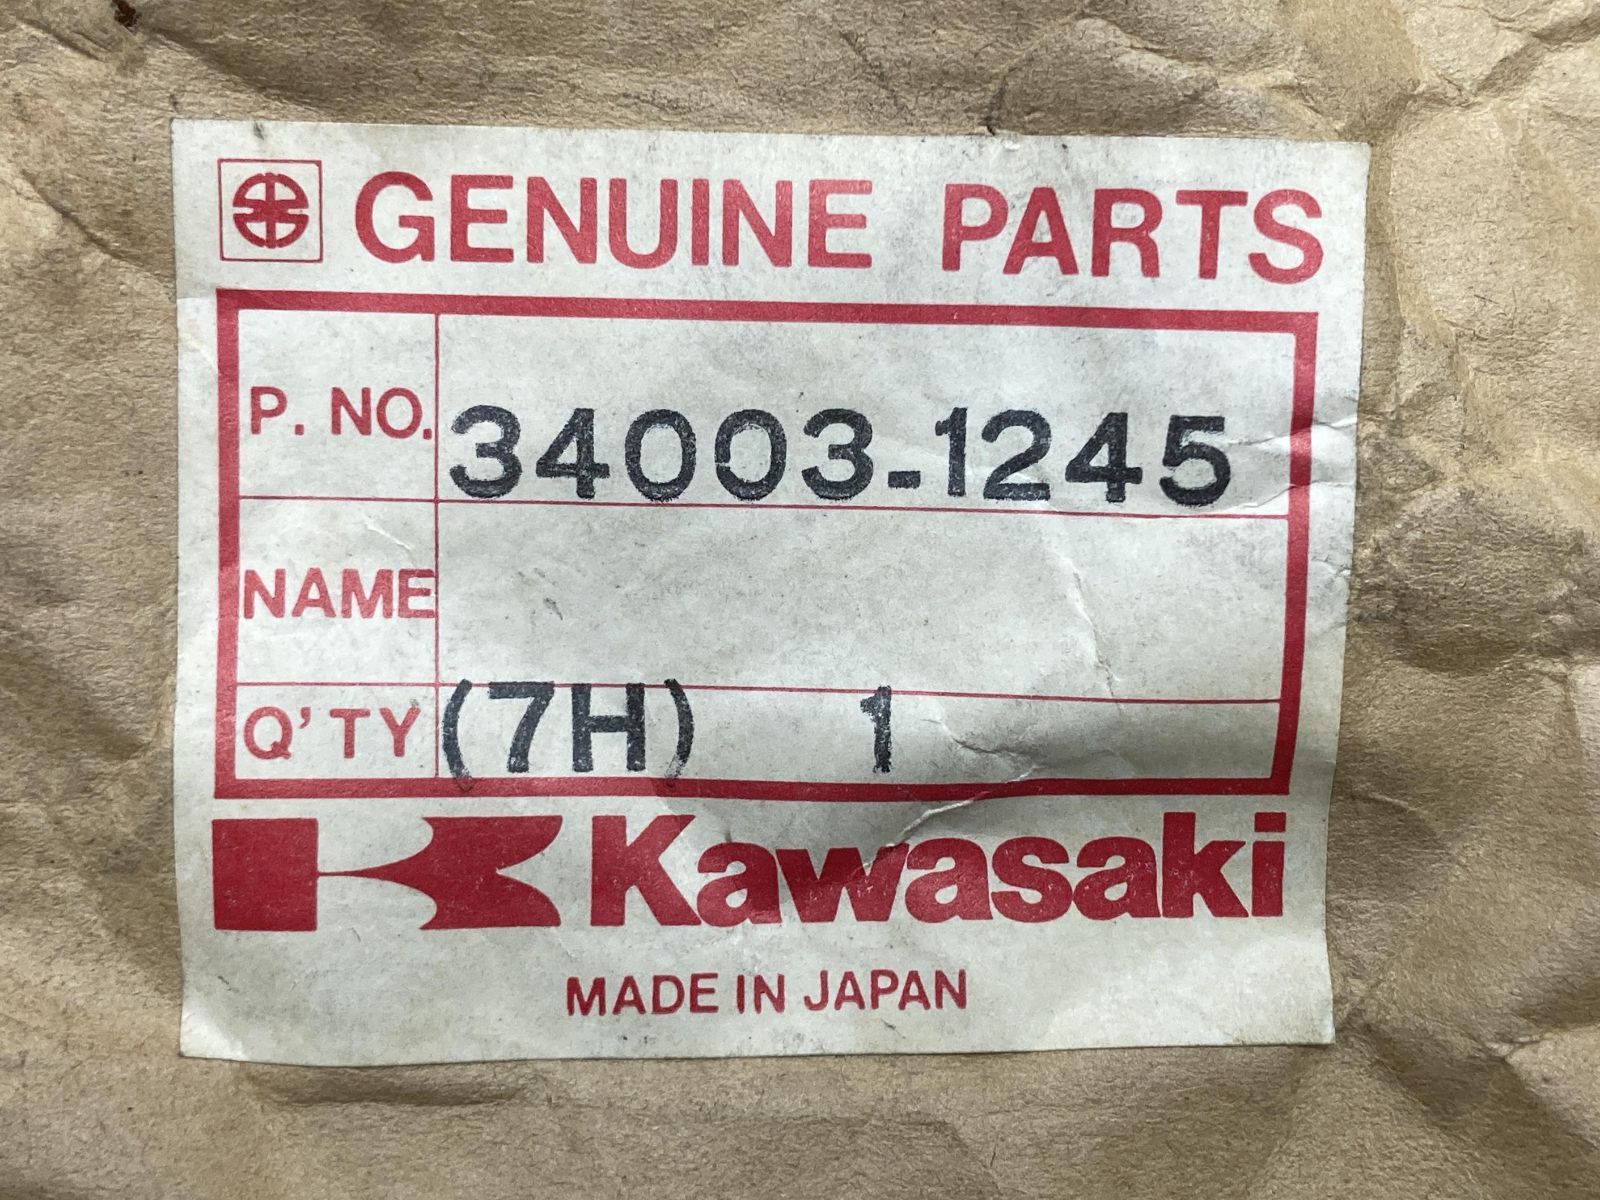 GENUINE PARTS
P. NO. 34003-1245
NAME
Q'TY (7H) 1
Kawasaki
MADE IN JAPAN